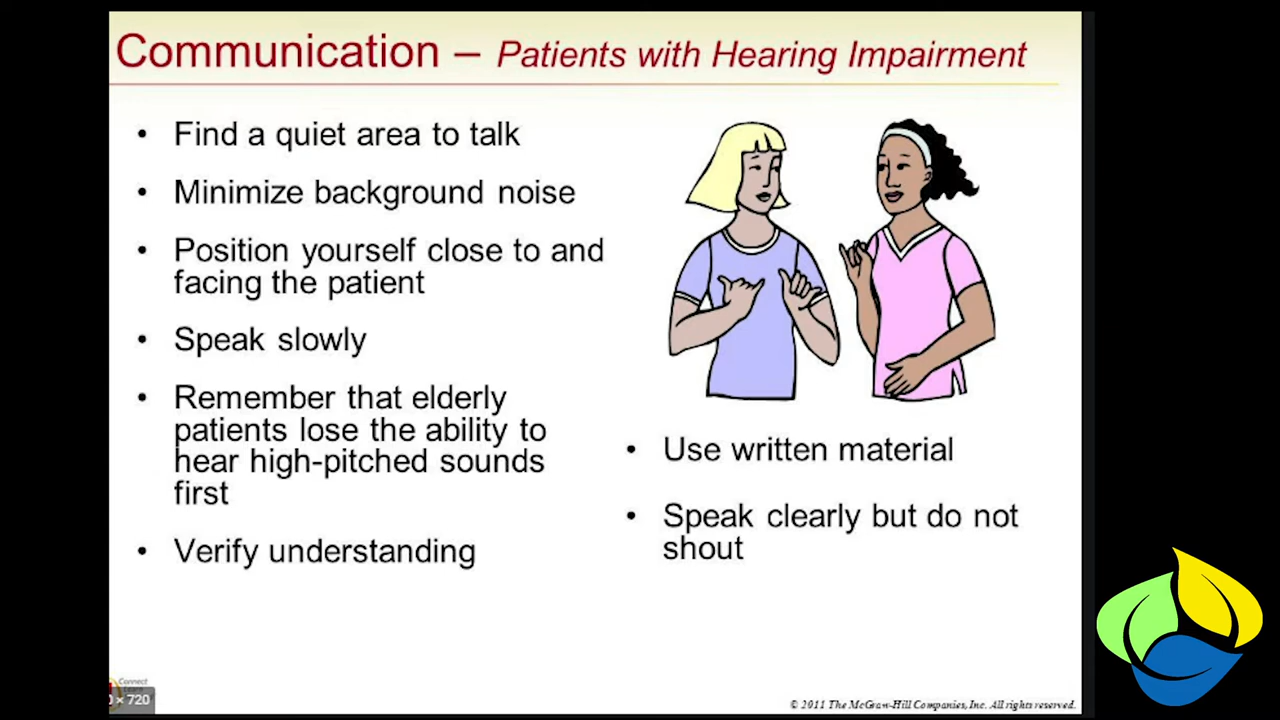 Communication – Patients with Hearing Impairment
• Find a quiet area to talk
• Minimize background noise
• Position yourself close to and
facing the patient
• Speak slowly
• Remember that elderly
patients lose the ability to
hear high-pitched sounds
first
• Verify understanding
• Use written material
• Speak clearly but do not
shout
Connect
× 720
© 2011 The McGraw-Hill Companies, Inc. All rights reserved.